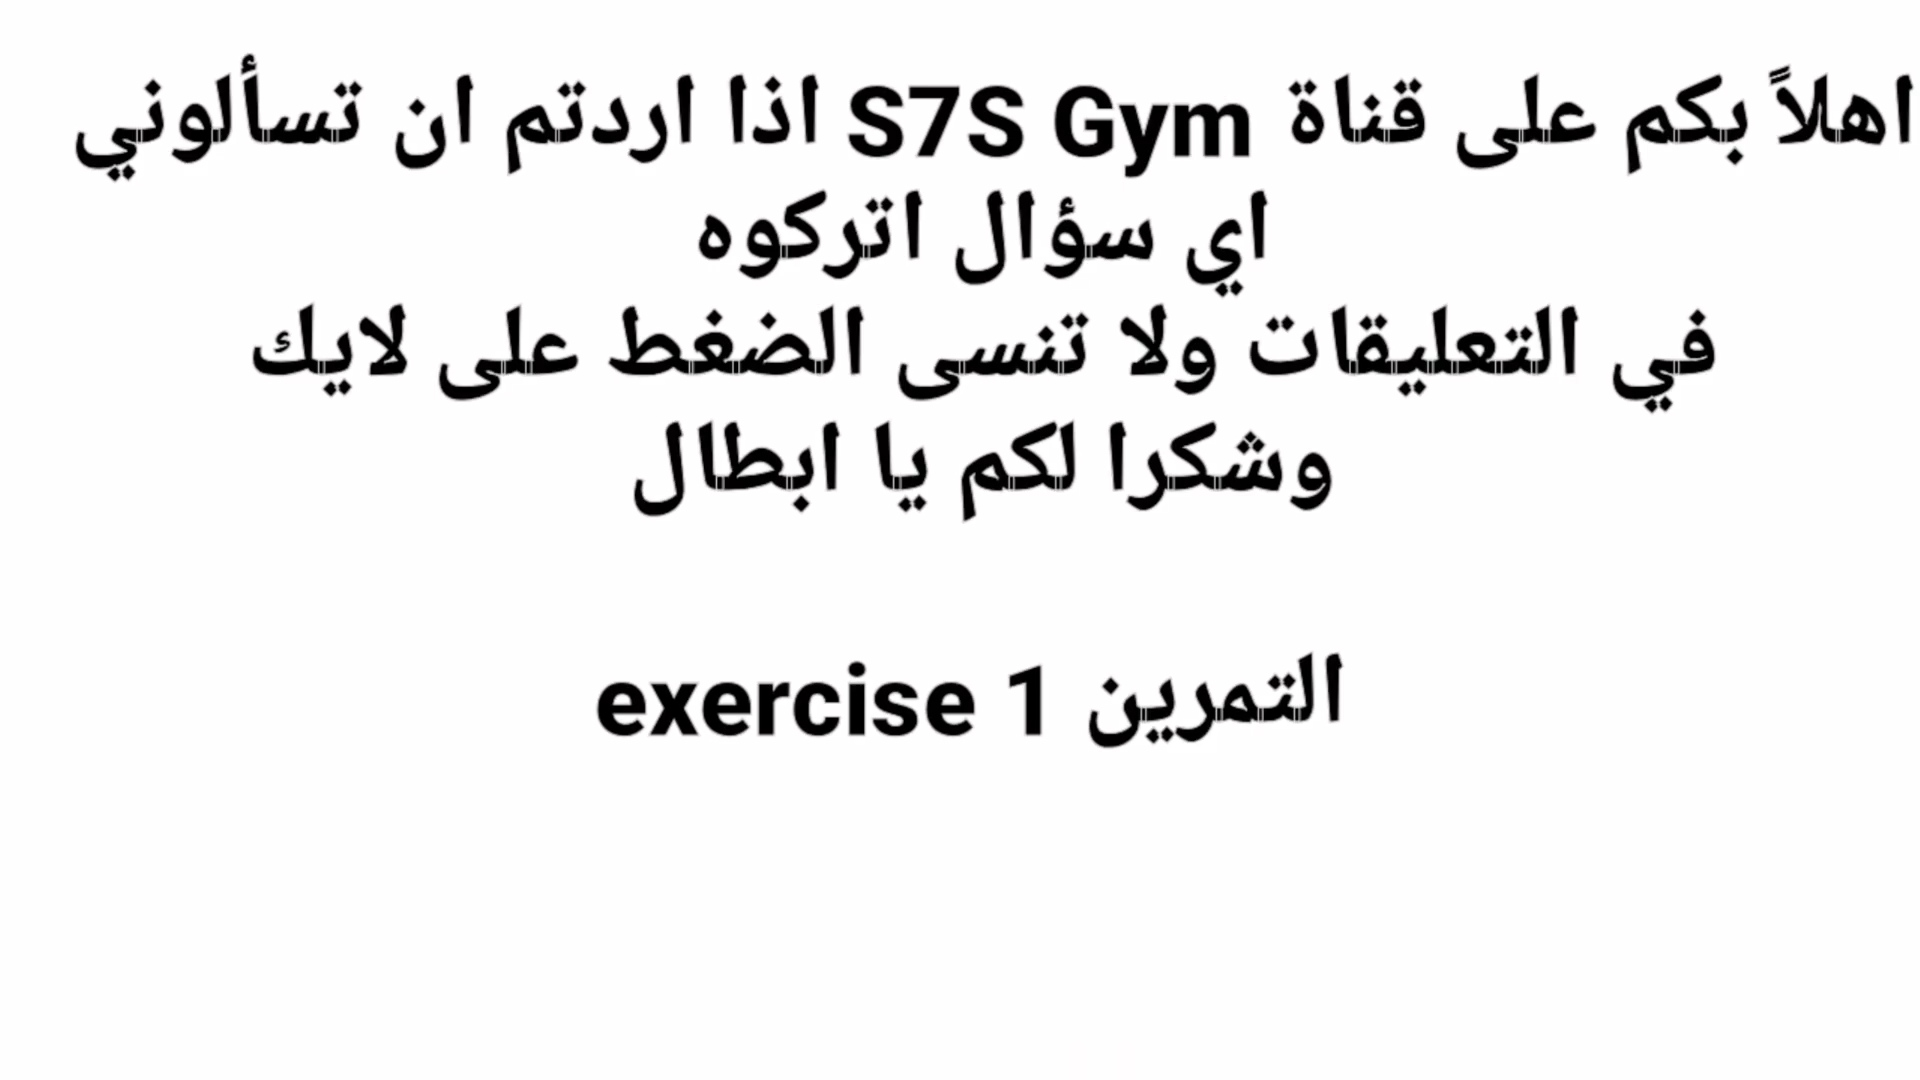 اهلاً بكم على قناة S7S Gym اذا اردتم ان تسألوني
اي سؤال اتركوه
في التعليقات ولا تنسى الضغط على لايك
وشكرا لكم يا ابطال
التمرين 1 exercise